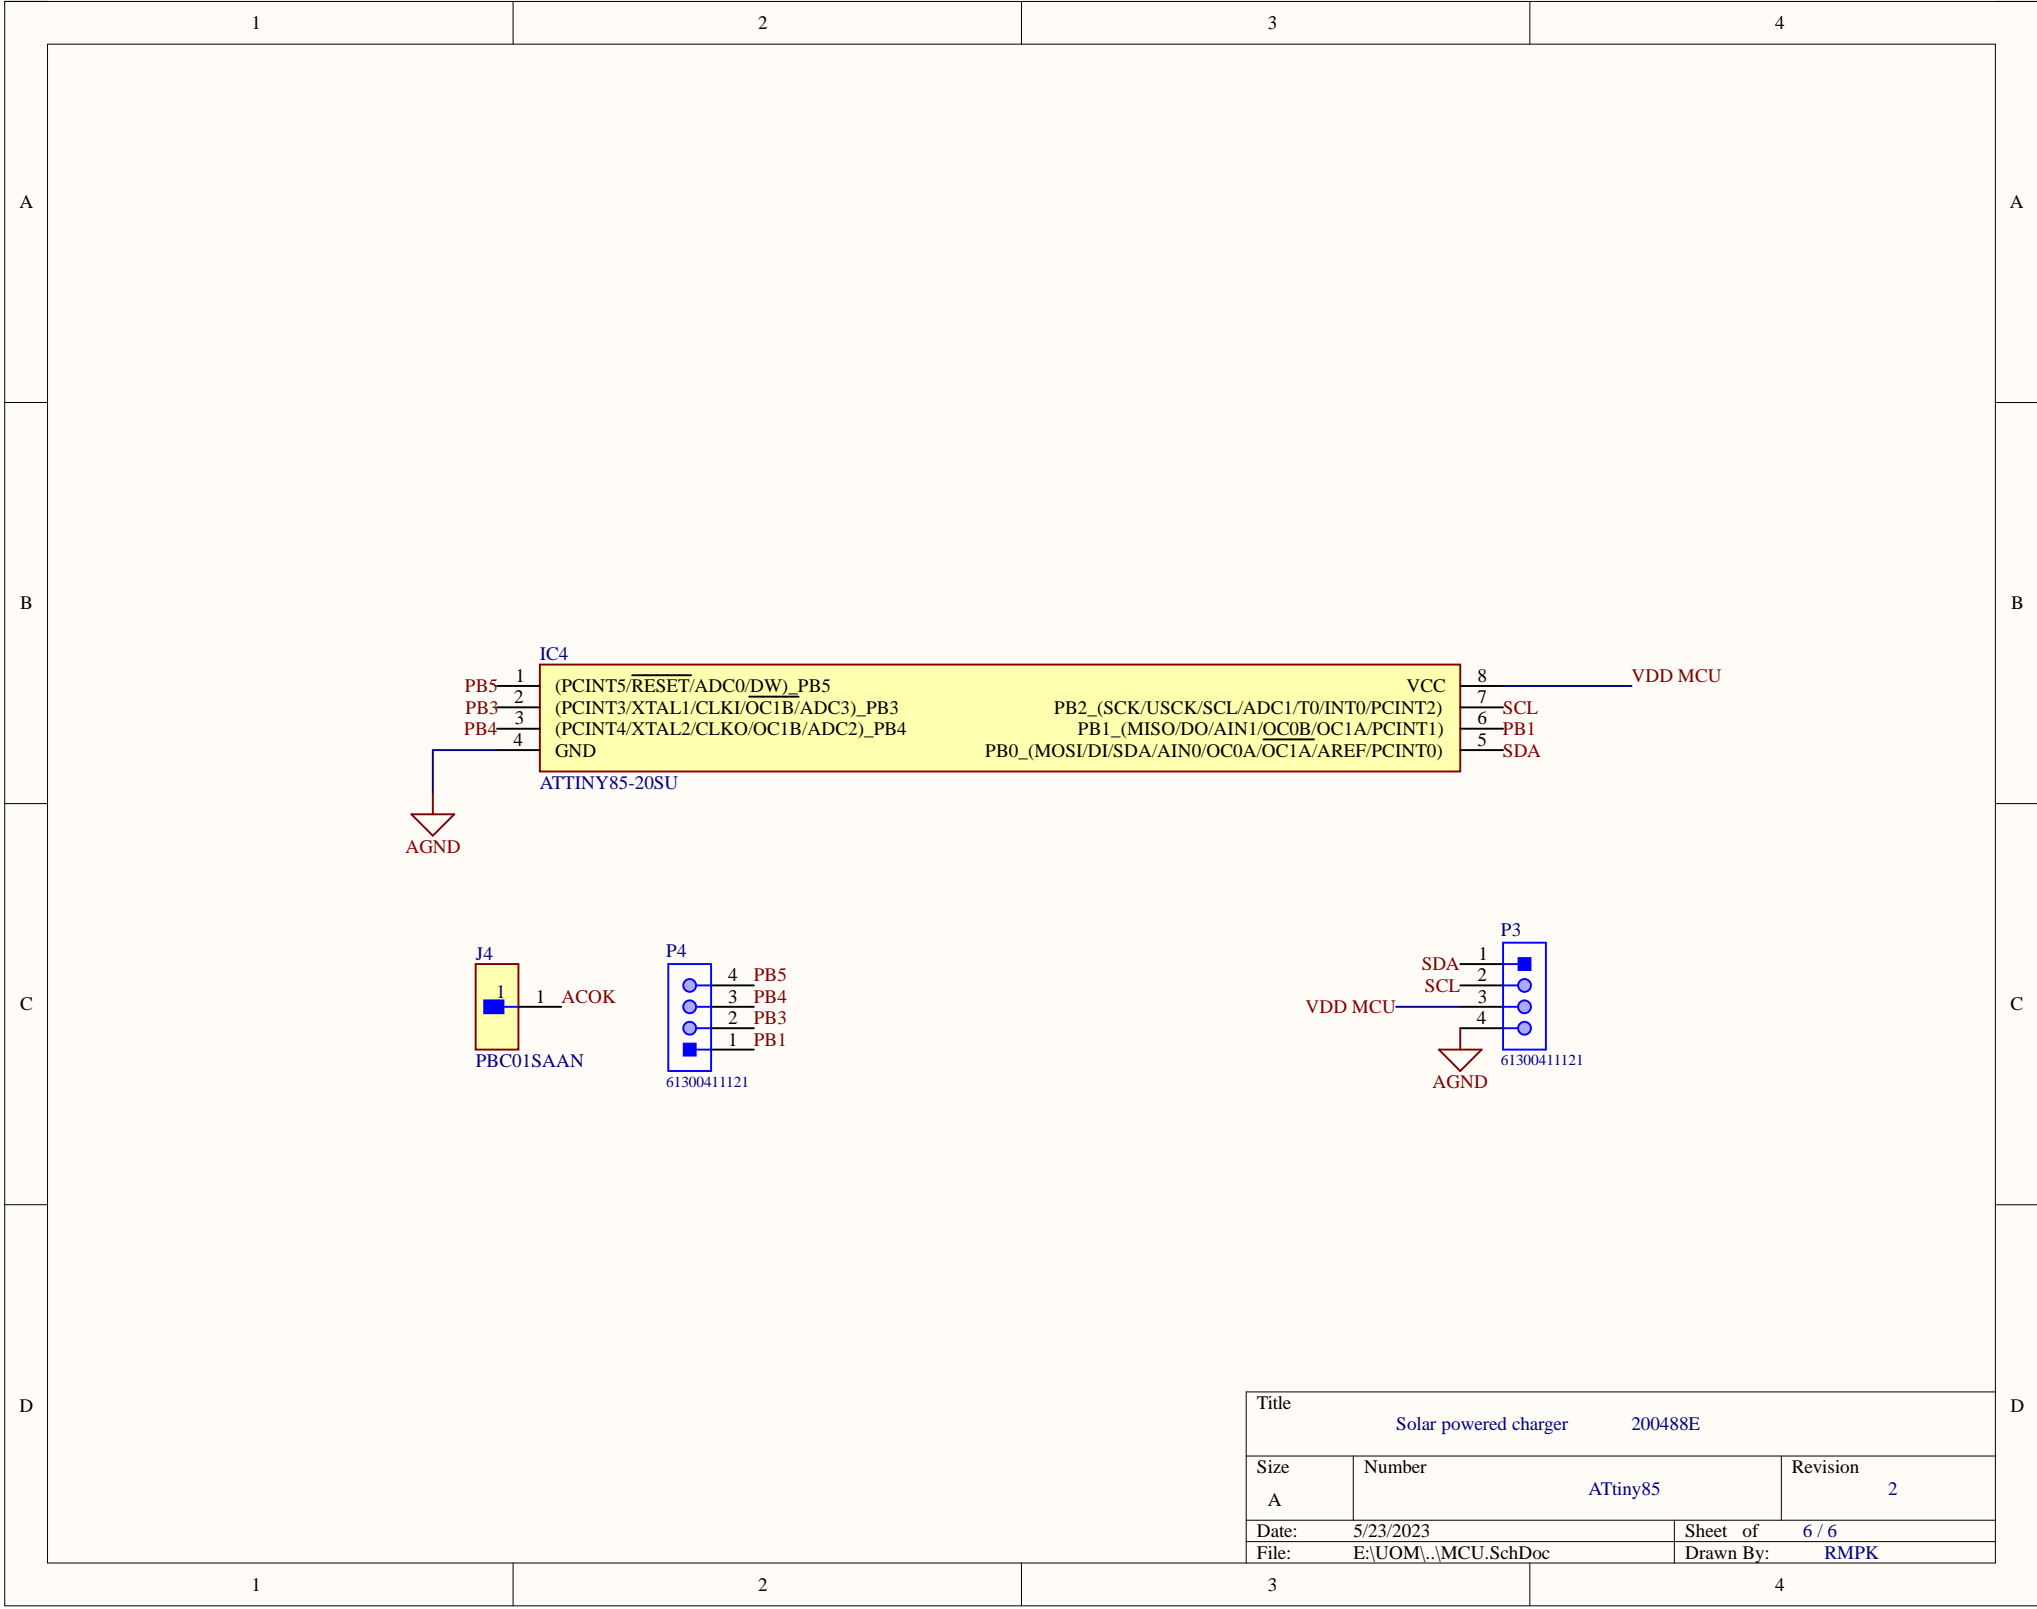 1 2 3 4
A A
B B
IC4
PB5 1 (PCINT5/RESET/ADC0/DW)_PB5 VCC 8 VDD MCU
PB3 2 (PCINT3/XTAL1/CLKI/OC1B/ADC3)_PB3 PB2_(SCK/USCK/SCL/ADC1/T0/INT0/PCINT2) 7 SCL
PB4 3 (PCINT4/XTAL2/CLKO/OC1B/ADC2)_PB4 PB1_(MISO/DO/AIN1/OC0B/OC1A/PCINT1) 6 PB1
4 GND PB0_(MOSI/DI/SDA/AIN0/OC0A/OC1A/AREF/PCINT0) 5 SDA
ATTINY85-20SU
AGND
J4
1 1 ACOK
PBC01SAAN
P4
4 PB5
3 PB4
2 PB3
1 PB1
61300411121
P3
SDA 1
SCL 2
VDD MCU 3
4
AGND
61300411121
C C
D D
Title
Solar powered charger 200488E
Size Number Revision
A ATtiny85 2
Date: 5/23/2023 Sheet of 6 / 6
File: E:\UOM\..\MCU.SchDoc Drawn By: RMPK
1 2 3 4